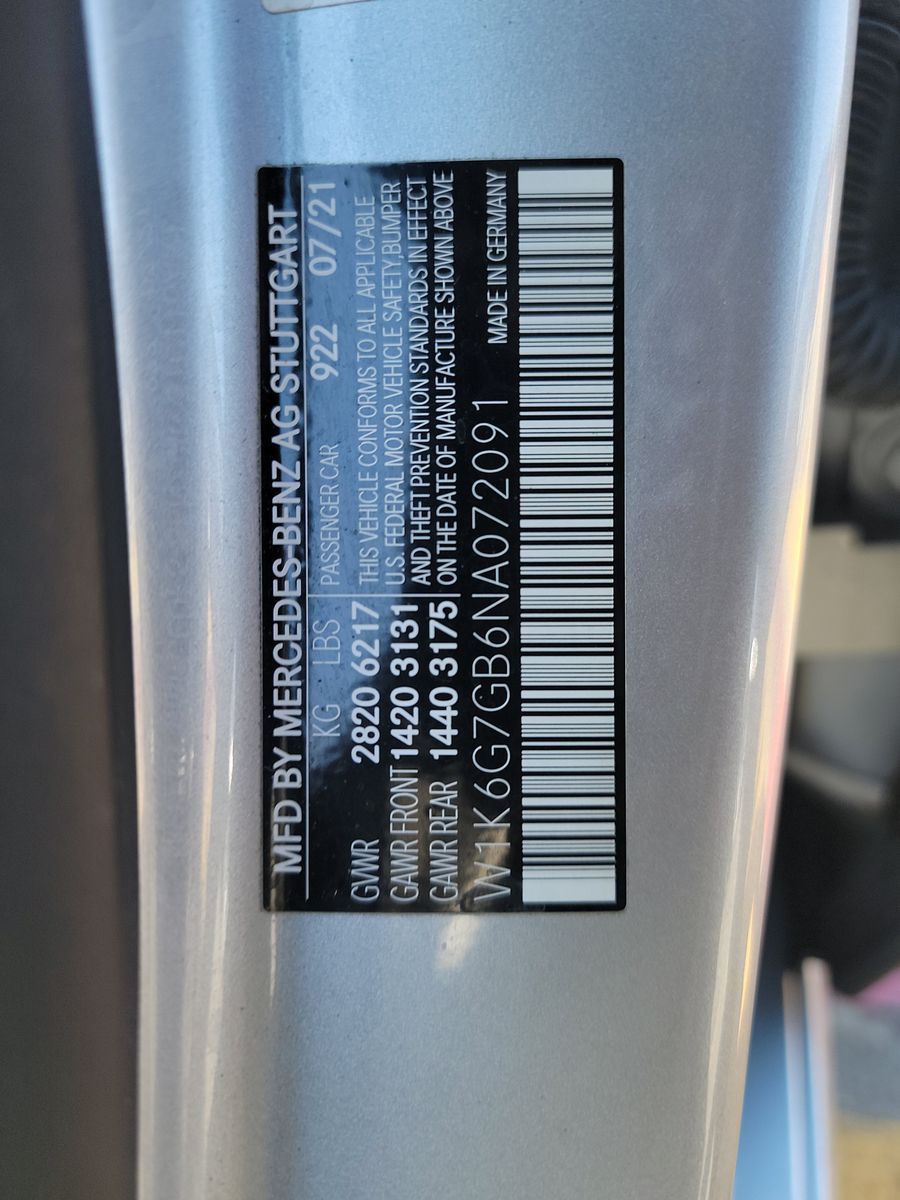 MFD BY MERCEDES-BENZ AG STUTTGART
KG LBS PASSENGER CAR 922 07/21
GVWR 2820 6217 THIS VEHICLE CONFORMS TO ALL APPLICABLE
GAWR FRONT 1420 3131 U.S. FEDERAL MOTOR VEHICLE SAFETY,BUMPER
GAWR REAR 1440 3175 AND THEFT PREVENTION STANDARDS IN EFFECT
ON THE DATE OF MANUFACTURE SHOWN ABOVE
W1K6G7GB6NA072091 MADE IN GERMANY